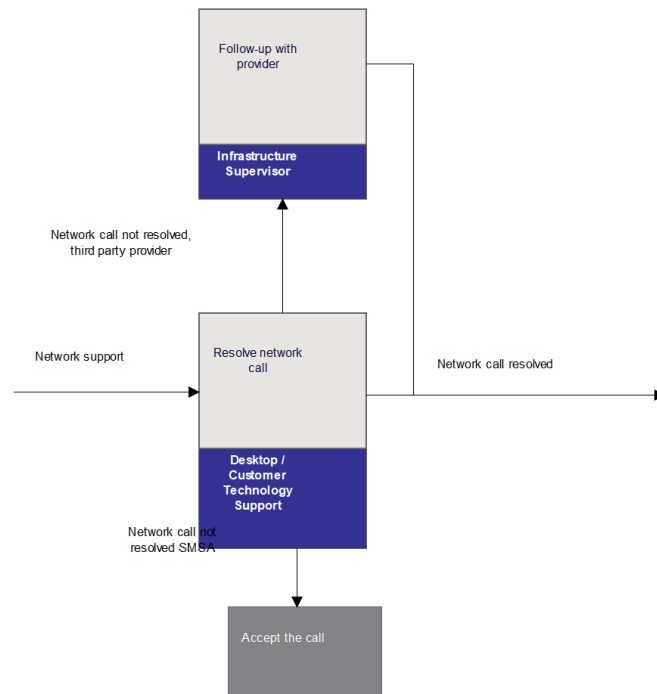 Follow-up with
provider
Infrastructure
Supervisor
Network call not resolved,
third party provider
Network support
Resolve network
call
Network call resolved
Desktop /
Customer
Technology
Support
Network call not
resolved SMSA
Accept the call